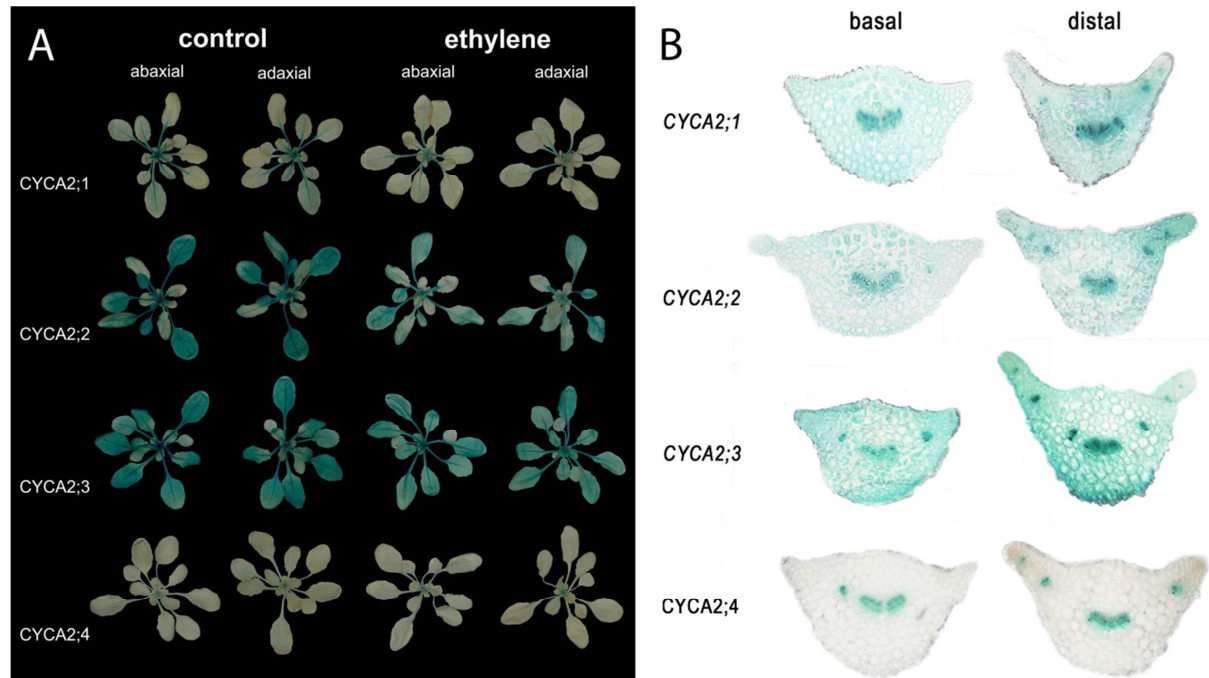 A
control ethylene
abaxial adaxial abaxial adaxial
CYCA2;1
CYCA2;2
CYCA2;3
CYCA2;4
B
basal distal
CYCA2;1
CYCA2;2
CYCA2;3
CYCA2;4